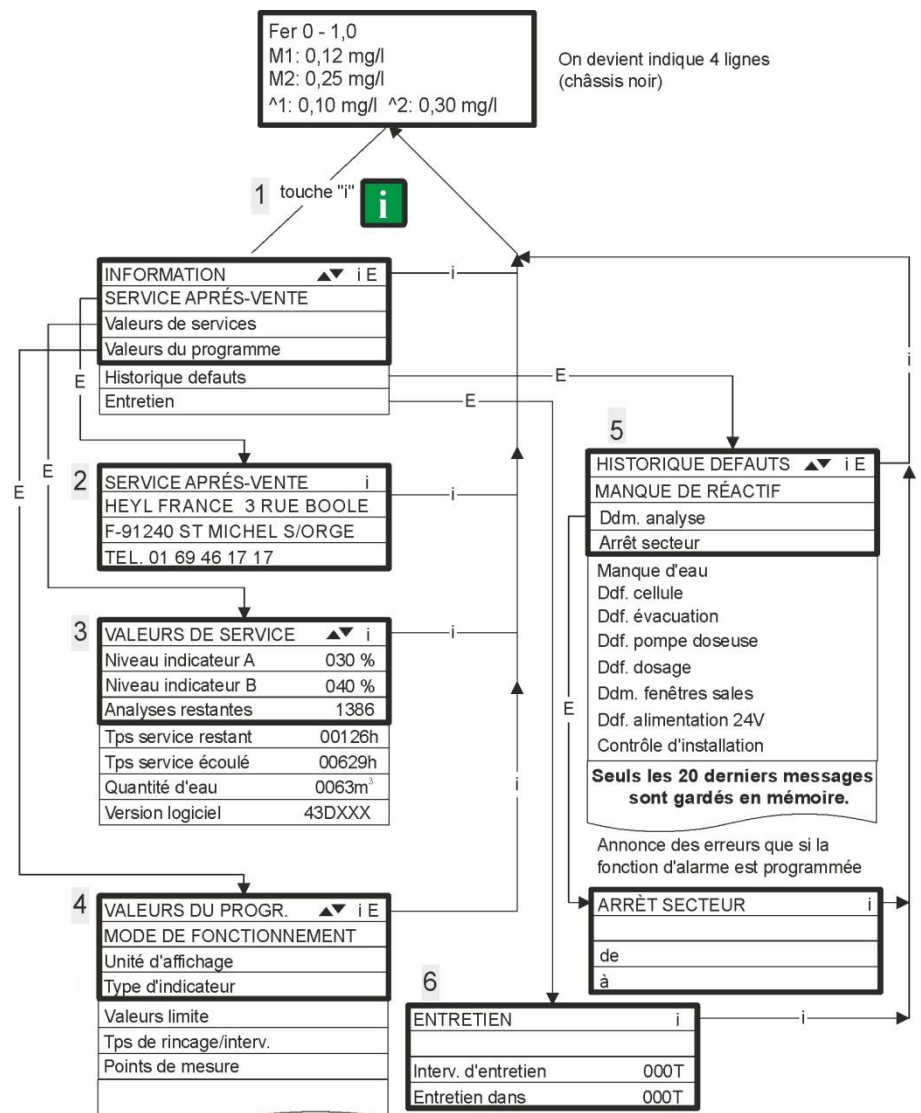 Fer 0 - 1,0
M1: 0,12 mg/l
M2: 0,25 mg/l
^1: 0,10 mg/l ^2: 0,30 mg/l
On devient indique 4 lignes
(châssis noir)
1 touche "i"
i
INFORMATION ▲▼ i E
SERVICE APRÉS-VENTE
Valeurs de services
Valeurs du programme
Historique defauts
Entretien
i
E
E
E
E
E
i
2
SERVICE APRÉS-VENTE i
HEYL FRANCE 3 RUE BOOLE
F-91240 ST MICHEL S/ORGE
TEL. 01 69 46 17 17
i
3
VALEURS DE SERVICE ▲▼ i
Niveau indicateur A 030 %
Niveau indicateur B 040 %
Analyses restantes 1386
Tps service restant 00126h
Tps service écoulé 00629h
Quantité d'eau 0063m³
Version logiciel 43DXXX
i
i
4
VALEURS DU PROGR. ▲▼ i E
MODE DE FONCTIONNEMENT
Unité d'affichage
Type d'indicateur
Valeurs limite
Tps de rincage/interv.
Points de mesure
5
HISTORIQUE DEFAUTS ▲▼ i E
MANQUE DE RÉACTIF
Ddm. analyse
Arrêt secteur
Manque d'eau
Ddf. cellule
Ddf. évacuation
Ddf. pompe doseuse
Ddf. dosage
Ddm. fenêtres sales
Ddf. alimentation 24V
Contrôle d'installation
E
Seuls les 20 derniers messages
sont gardés en mémoire.
Annonce des erreurs que si la
fonction d'alarme est programmée
ARRÈT SECTEUR i
de
à
6
ENTRETIEN i
Interv. d'entretien 000T
Entretien dans 000T
i